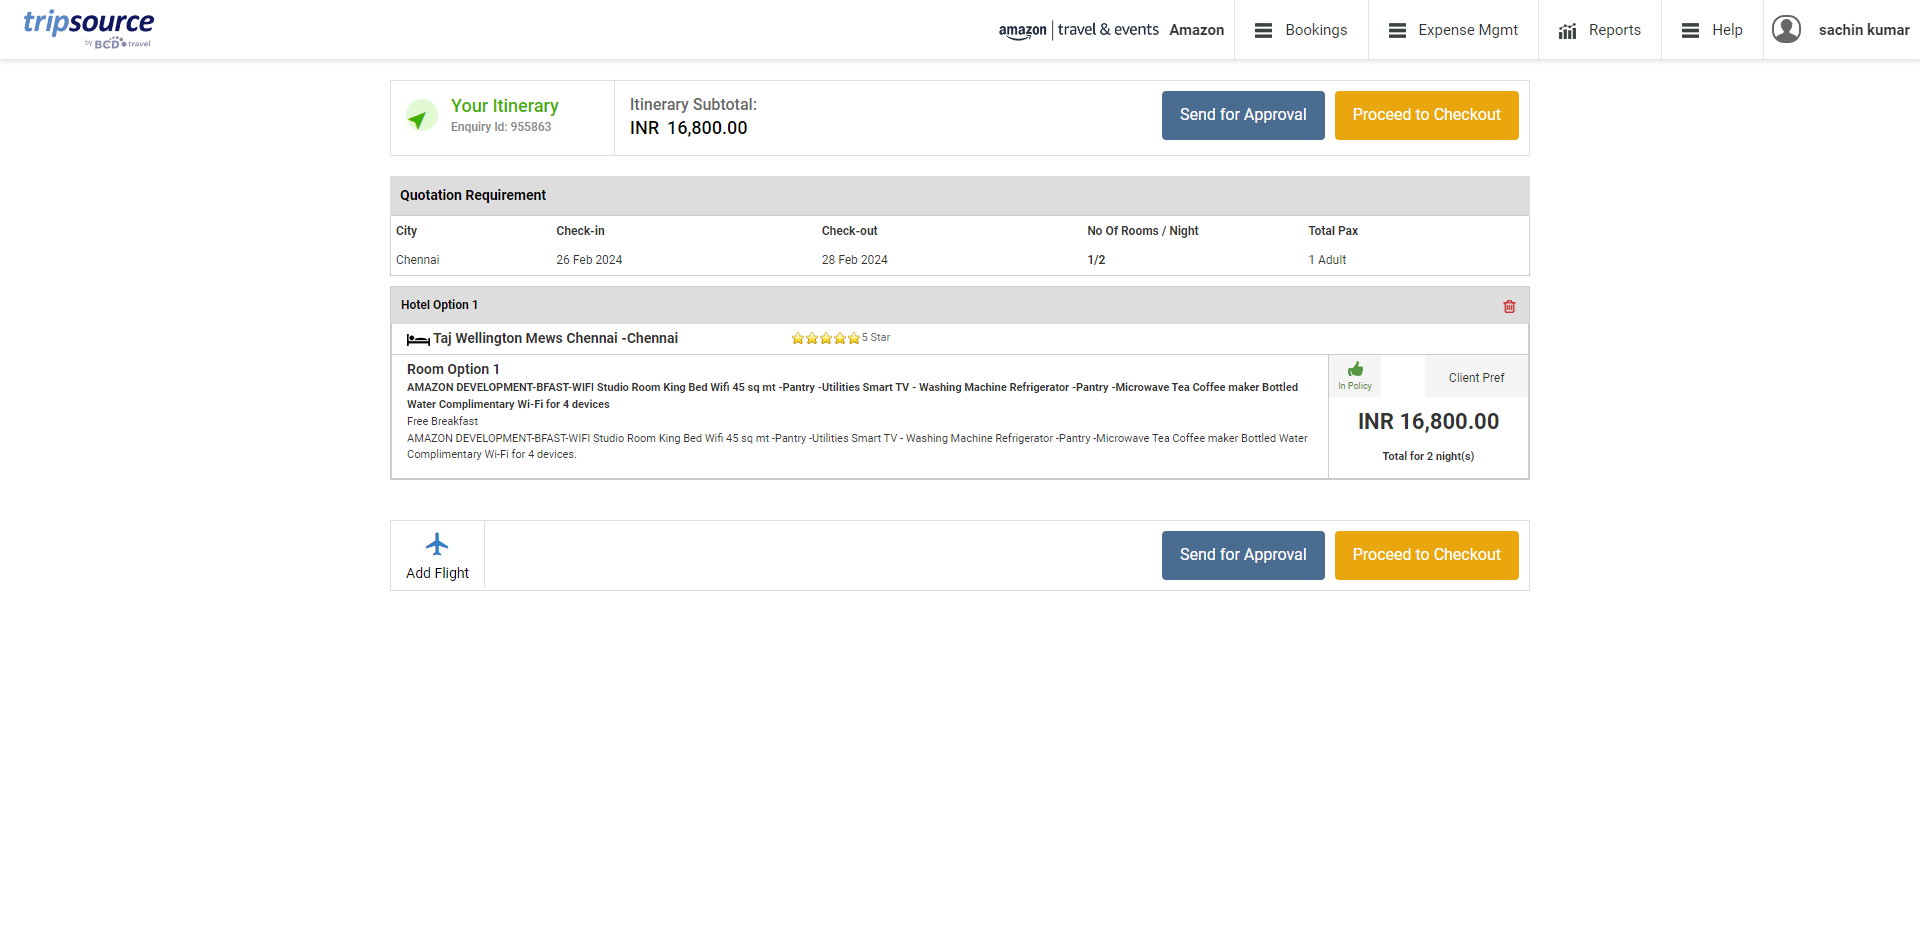 tripsource
by BCD travel
amazon | travel & events Amazon
Bookings
Expense Mgmt
Reports
Help
sachin kumar
Your Itinerary
Enquiry Id: 955863
Itinerary Subtotal:
INR 16,800.00
Send for Approval
Proceed to Checkout
Quotation Requirement
City Check-in Check-out No Of Rooms / Night Total Pax
Chennai 26 Feb 2024 28 Feb 2024 1/2 1 Adult
Hotel Option 1
Taj Wellington Mews Chennai -Chennai 5 Star
Room Option 1
AMAZON DEVELOPMENT-BFAST-WIFI Studio Room King Bed Wifi 45 sq mt -Pantry -Utilities Smart TV - Washing Machine Refrigerator -Pantry -Microwave Tea Coffee maker Bottled
Water Complimentary Wi-Fi for 4 devices
Free Breakfast
AMAZON DEVELOPMENT-BFAST-WIFI Studio Room King Bed Wifi 45 sq mt -Pantry -Utilities Smart TV - Washing Machine Refrigerator -Pantry -Microwave Tea Coffee maker Bottled Water
Complimentary Wi-Fi for 4 devices.
In Policy
Client Pref
INR 16,800.00
Total for 2 night(s)
Add Flight
Send for Approval
Proceed to Checkout